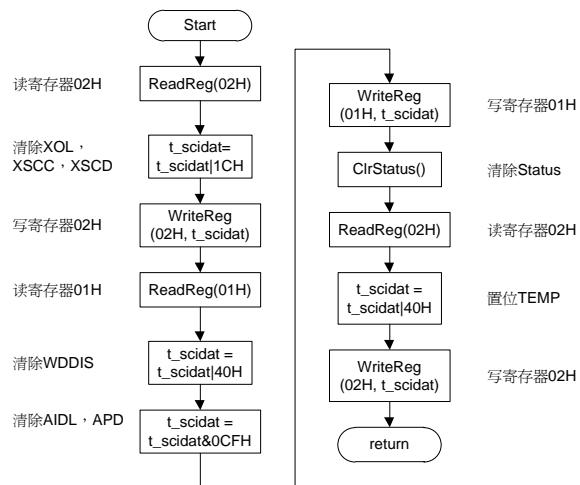 Start
读寄存器02H
ReadReg(02H)
清除XOL，
XSCC，XSCD
t_scidat=
t_scidat|1CH
写寄存器02H
WriteReg
(02H, t_scidat)
读寄存器01H
ReadReg(01H)
清除WDDIS
t_scidat =
t_scidat|40H
清除AIDL，APD
t_scidat =
t_scidat&0CFH
WriteReg
(01H, t_scidat)
写寄存器01H
ClrStatus()
清除Status
ReadReg(02H)
读寄存器02H
t_scidat =
t_scidat|40H
置位TEMP
WriteReg
(02H, t_scidat)
写寄存器02H
return